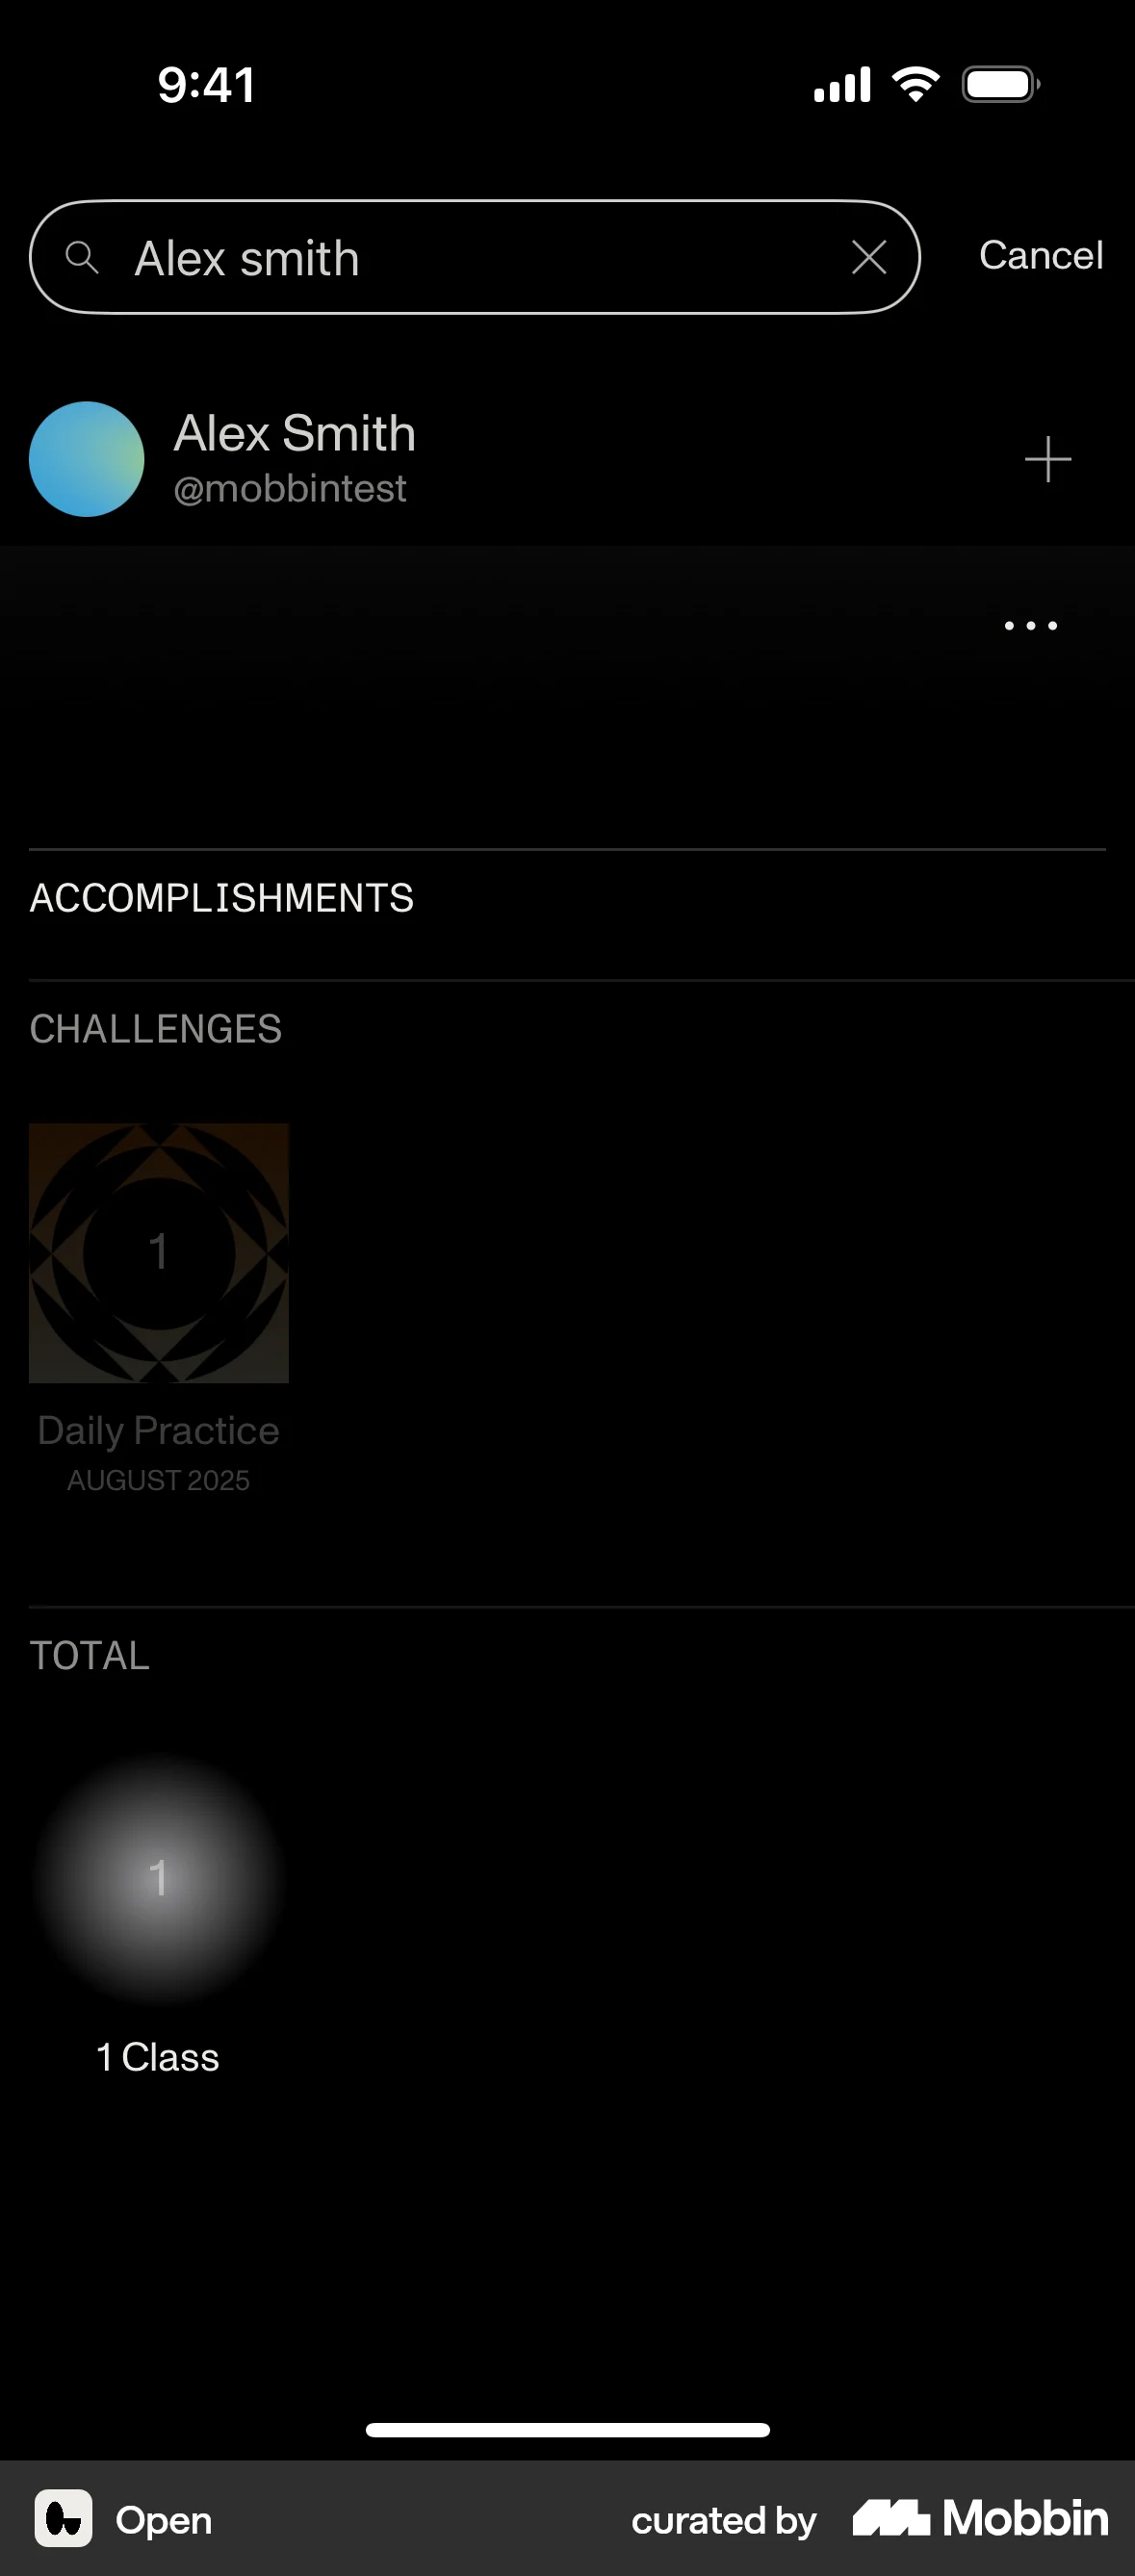 9:41
Alex smith
Cancel
Alex Smith
@mobbintest
ACCOMPLISHMENTS
CHALLENGES
1
Daily Practice
AUGUST 2025
TOTAL
1
1 Class
Open
curated by Mobbin